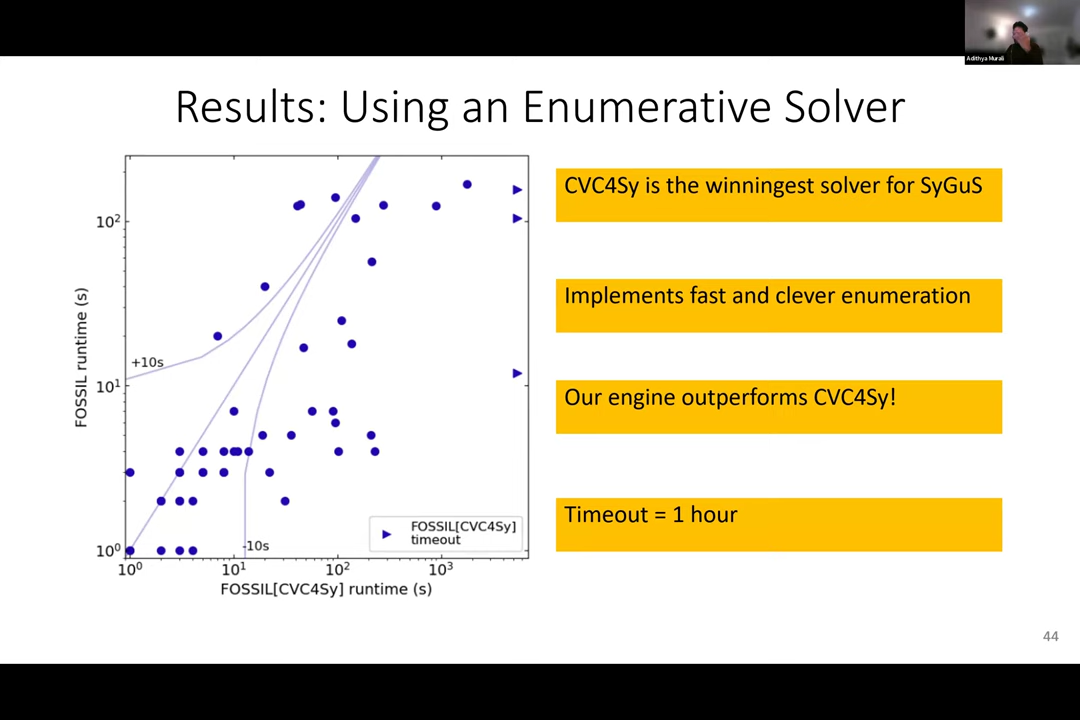 Adithya Murali
Results: Using an Enumerative Solver
FOSSIL runtime (s)
10²
10¹
10⁰
+10s
-10s
FOSSIL[CVC4Sy]
timeout
10⁰ 10¹ 10² 10³
FOSSIL[CVC4Sy] runtime (s)
CVC4Sy is the winningest solver for SyGuS
Implements fast and clever enumeration
Our engine outperforms CVC4Sy!
Timeout = 1 hour
44